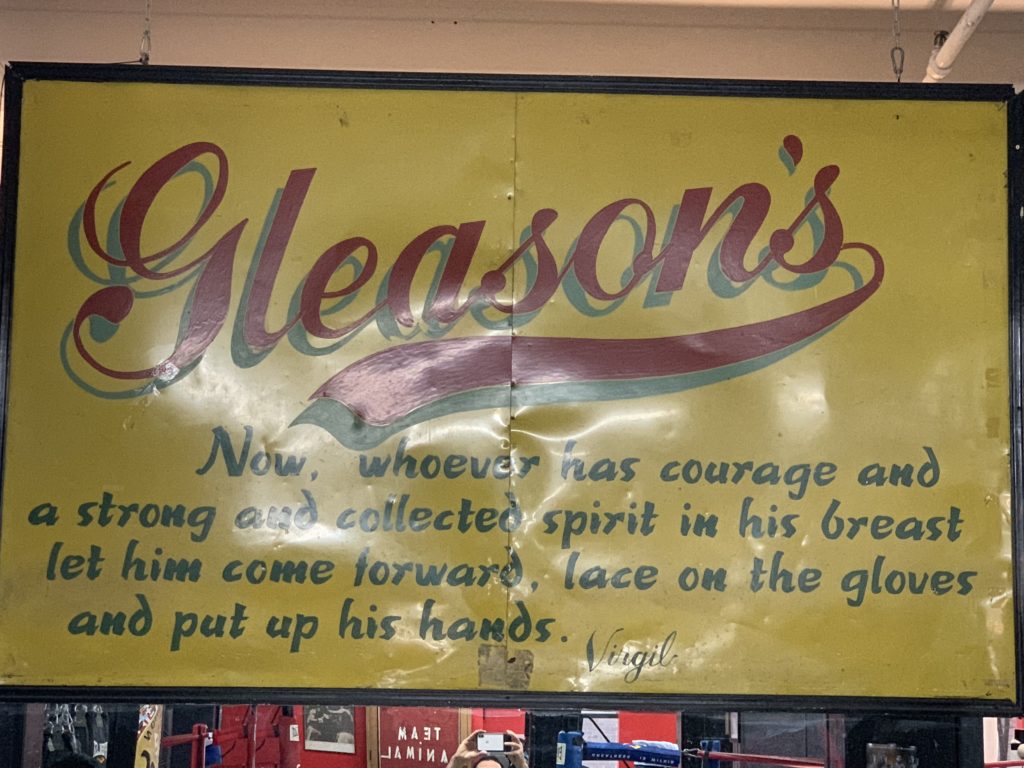 Gleason's
Now, whoever has courage and
a strong and collected spirit in his breast
let him come forward, lace on the gloves
and put up his hands.
Virgil
TEAM
ANIMAL